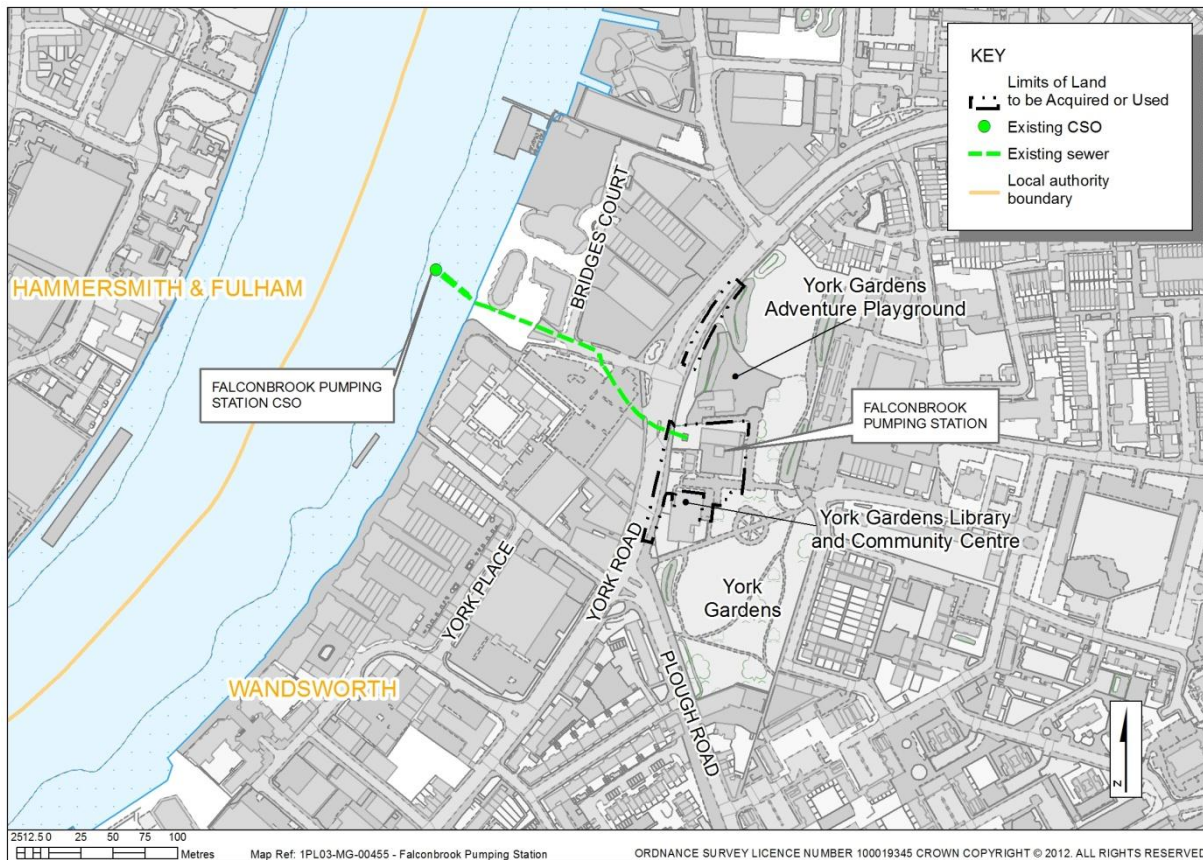 KEY
Limits of Land
to be Acquired or Used
Existing CSO
Existing sewer
Local authority
boundary
BRIDGES COURT
York Gardens
Adventure Playground
HAMMERSMITH & FULHAM
FALCONBROOK PUMPING
STATION CSO
FALCONBROOK
PUMPING STATION
York Gardens Library
and Community Centre
YORK ROAD
YORK PLACE
York
Gardens
WANDSWORTH
PLOUGH ROAD
N
25 12.5 0 25 50 75 100
Metres
Map Ref: 1PL03-MG-00455 - Falconbrook Pumping Station
ORDNANCE SURVEY LICENCE NUMBER 100019345 CROWN COPYRIGHT © 2012. ALL RIGHTS RESERVED